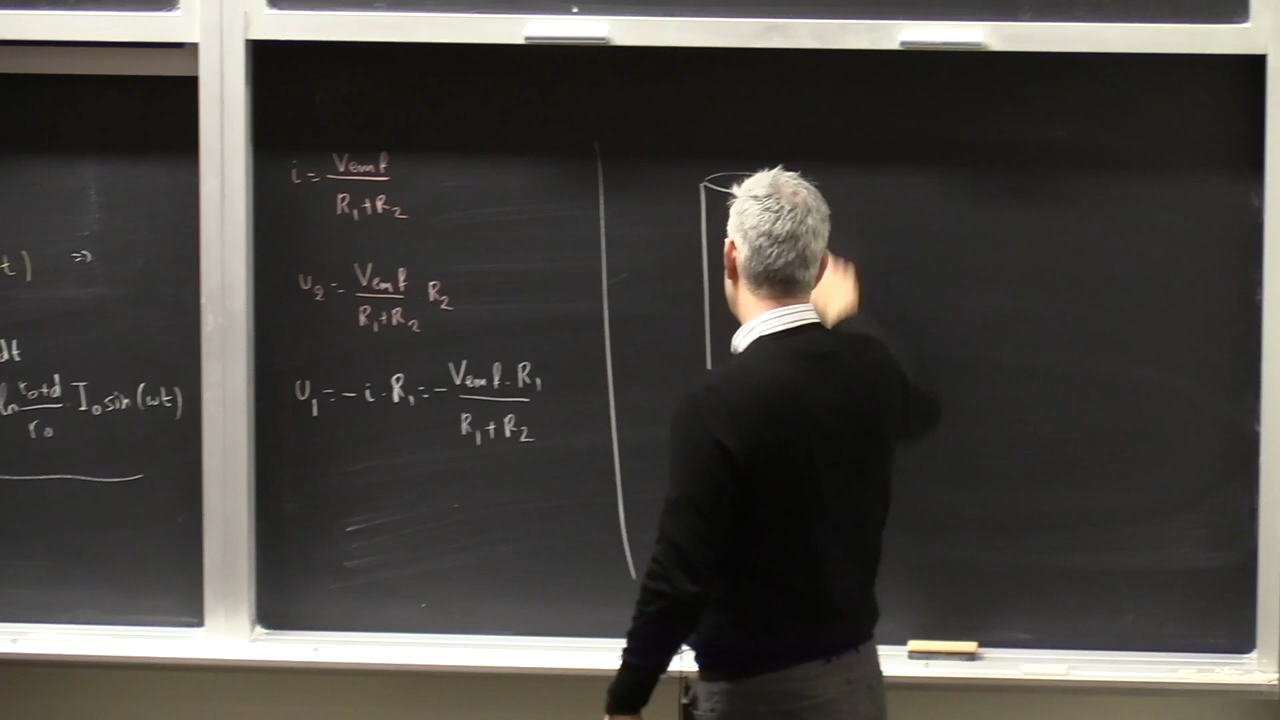 t) ⇒
dt
ln (r₀+d)/r₀ · I₀ sin(ωt)
i = Vemf / (R₁+R₂)
u₂ = Vemf / (R₁+R₂) R₂
U₁ = -i · R₁ = - Vemf · R₁ / (R₁+R₂)